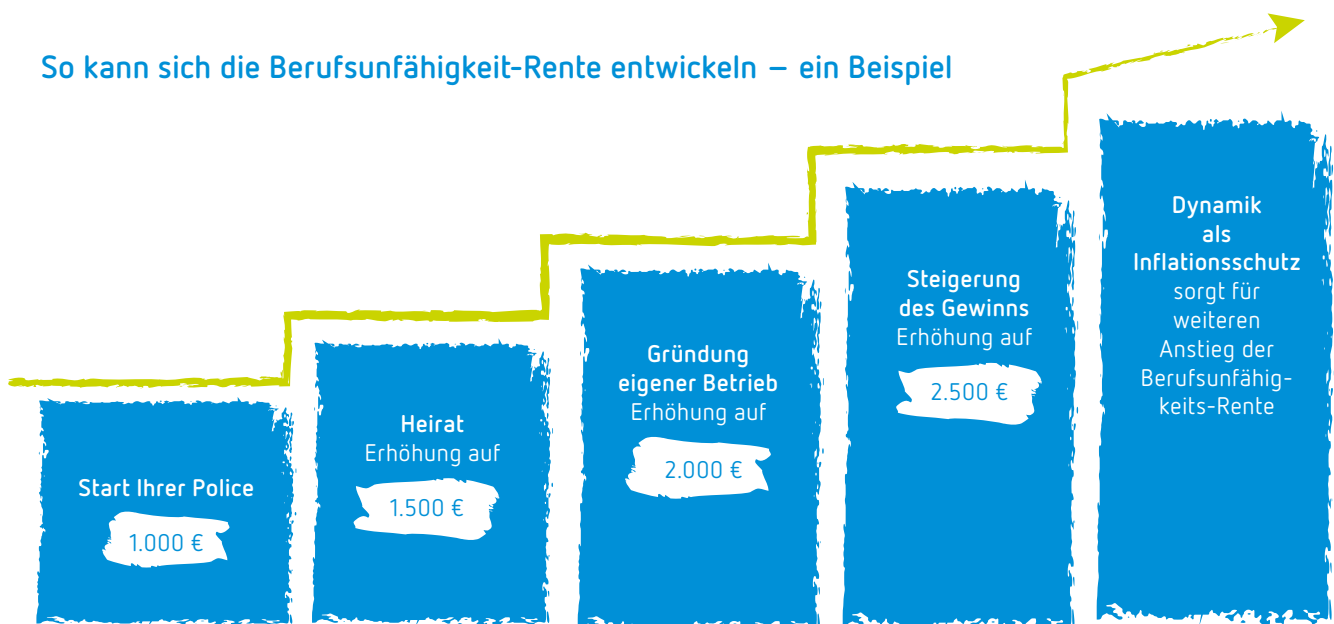 So kann sich die Berufsunfähigkeit-Rente entwickeln – ein Beispiel
Start Ihrer Police
1.000 €
Heirat
Erhöhung auf
1.500 €
Gründung
eigener Betrieb
Erhöhung auf
2.000 €
Steigerung
des Gewinns
Erhöhung auf
2.500 €
Dynamik
als
Inflationsschutz
sorgt für
weiteren
Anstieg der
Berufsunfähig-
keits-Rente